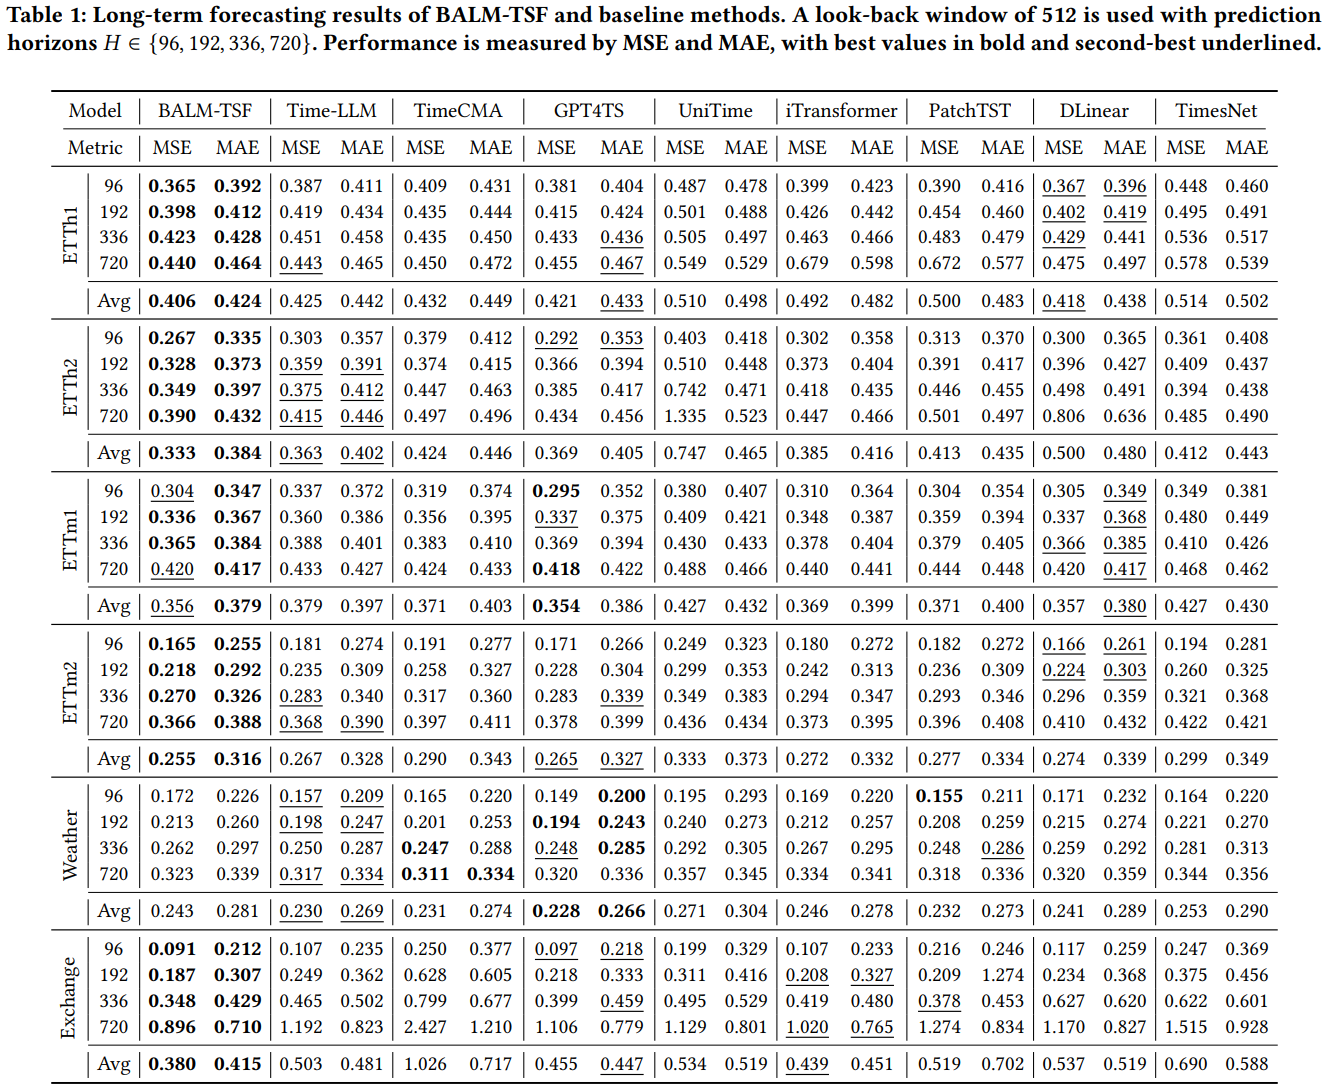 Table 1: Long-term forecasting results of BALM-TSF and baseline methods. A look-back window of 512 is used with prediction
horizons H ∈ {96, 192, 336, 720}. Performance is measured by MSE and MAE, with best values in bold and second-best underlined.
Model BALM-TSF Time-LLM TimeCMA GPT4TS UniTime iTransformer PatchTST DLinear TimesNet
Metric MSE MAE MSE MAE MSE MAE MSE MAE MSE MAE MSE MAE MSE MAE MSE MAE MSE MAE
ETTh1
96 0.365 0.392 0.387 0.411 0.409 0.431 0.381 0.404 0.487 0.478 0.399 0.423 0.390 0.416 0.367 0.396 0.448 0.460
192 0.398 0.412 0.419 0.434 0.435 0.444 0.415 0.424 0.501 0.488 0.426 0.442 0.454 0.460 0.402 0.419 0.495 0.491
336 0.423 0.428 0.451 0.458 0.435 0.450 0.433 0.436 0.505 0.497 0.463 0.466 0.483 0.479 0.429 0.441 0.536 0.517
720 0.440 0.464 0.443 0.465 0.450 0.472 0.455 0.467 0.549 0.529 0.679 0.598 0.672 0.577 0.475 0.497 0.578 0.539
Avg 0.406 0.424 0.425 0.442 0.432 0.449 0.421 0.433 0.510 0.498 0.492 0.482 0.500 0.483 0.418 0.438 0.514 0.502
ETTh2
96 0.267 0.335 0.303 0.357 0.379 0.412 0.292 0.353 0.403 0.418 0.302 0.358 0.313 0.370 0.300 0.365 0.361 0.408
192 0.328 0.373 0.359 0.391 0.374 0.415 0.366 0.394 0.510 0.448 0.373 0.404 0.391 0.417 0.396 0.427 0.409 0.437
336 0.349 0.397 0.375 0.412 0.447 0.463 0.385 0.417 0.742 0.471 0.418 0.435 0.446 0.455 0.498 0.491 0.394 0.438
720 0.390 0.432 0.415 0.446 0.497 0.496 0.434 0.456 1.335 0.523 0.447 0.466 0.501 0.497 0.806 0.636 0.485 0.490
Avg 0.333 0.384 0.363 0.402 0.424 0.446 0.369 0.405 0.747 0.465 0.385 0.416 0.413 0.435 0.500 0.480 0.412 0.443
ETTm1
96 0.304 0.347 0.337 0.372 0.319 0.374 0.295 0.352 0.380 0.407 0.310 0.364 0.304 0.354 0.305 0.349 0.349 0.381
192 0.336 0.367 0.360 0.386 0.356 0.395 0.337 0.375 0.409 0.421 0.348 0.387 0.359 0.394 0.337 0.368 0.480 0.449
336 0.365 0.384 0.388 0.401 0.383 0.410 0.369 0.394 0.430 0.433 0.378 0.404 0.379 0.405 0.366 0.385 0.410 0.426
720 0.420 0.417 0.433 0.427 0.424 0.433 0.418 0.422 0.488 0.466 0.440 0.441 0.444 0.448 0.420 0.417 0.468 0.462
Avg 0.356 0.379 0.379 0.397 0.371 0.403 0.354 0.386 0.427 0.432 0.369 0.399 0.371 0.400 0.357 0.380 0.427 0.430
ETTm2
96 0.165 0.255 0.181 0.274 0.191 0.277 0.171 0.266 0.249 0.323 0.180 0.272 0.182 0.272 0.166 0.261 0.194 0.281
192 0.218 0.292 0.235 0.309 0.258 0.327 0.228 0.304 0.299 0.353 0.242 0.313 0.236 0.309 0.224 0.303 0.260 0.325
336 0.270 0.326 0.283 0.340 0.317 0.360 0.283 0.339 0.349 0.383 0.294 0.347 0.293 0.346 0.296 0.359 0.321 0.368
720 0.366 0.388 0.368 0.390 0.397 0.411 0.378 0.399 0.436 0.434 0.373 0.395 0.396 0.408 0.410 0.432 0.422 0.421
Avg 0.255 0.316 0.267 0.328 0.290 0.343 0.265 0.327 0.333 0.373 0.272 0.332 0.277 0.334 0.274 0.339 0.299 0.349
Weather
96 0.172 0.226 0.157 0.209 0.165 0.220 0.149 0.200 0.195 0.293 0.169 0.220 0.155 0.211 0.171 0.232 0.164 0.220
192 0.213 0.260 0.198 0.247 0.201 0.253 0.194 0.243 0.240 0.273 0.212 0.257 0.208 0.259 0.215 0.274 0.221 0.270
336 0.262 0.297 0.250 0.287 0.247 0.288 0.248 0.285 0.292 0.305 0.267 0.295 0.248 0.286 0.259 0.292 0.281 0.313
720 0.323 0.339 0.317 0.334 0.311 0.334 0.320 0.336 0.357 0.345 0.334 0.341 0.318 0.336 0.320 0.359 0.344 0.356
Avg 0.243 0.281 0.230 0.269 0.231 0.274 0.228 0.266 0.271 0.304 0.246 0.278 0.232 0.273 0.241 0.289 0.253 0.290
Exchange
96 0.091 0.212 0.107 0.235 0.250 0.377 0.097 0.218 0.199 0.329 0.107 0.233 0.216 0.246 0.117 0.259 0.247 0.369
192 0.187 0.307 0.249 0.362 0.628 0.605 0.218 0.333 0.311 0.416 0.208 0.327 0.209 1.274 0.234 0.368 0.375 0.456
336 0.348 0.429 0.465 0.502 0.799 0.677 0.399 0.459 0.495 0.529 0.419 0.480 0.378 0.453 0.627 0.620 0.622 0.601
720 0.896 0.710 1.192 0.823 2.427 1.210 1.106 0.779 1.129 0.801 1.020 0.765 1.274 0.834 1.170 0.827 1.515 0.928
Avg 0.380 0.415 0.503 0.481 1.026 0.717 0.455 0.447 0.534 0.519 0.439 0.451 0.519 0.702 0.537 0.519 0.690 0.588